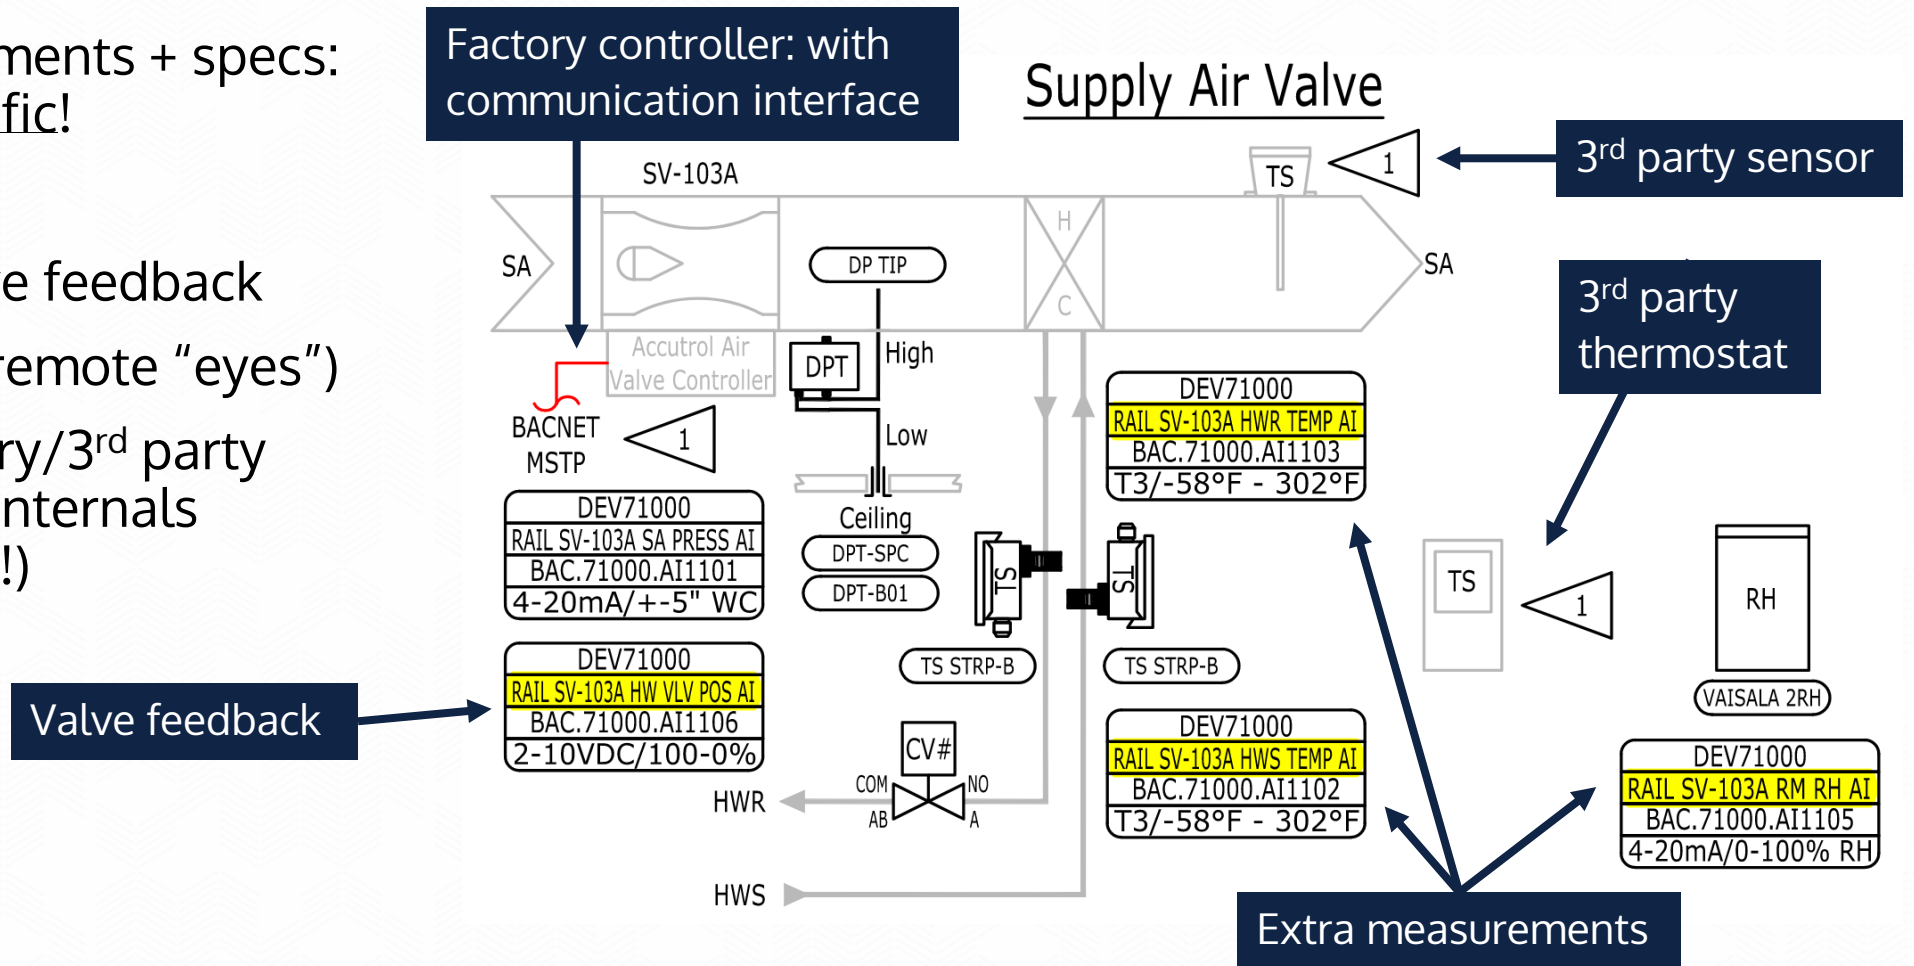 ments + specs:
fic!
e feedback
remote “eyes”)
ry/3rd party
nternals
!)
Factory controller: with
communication interface
Supply Air Valve
3rd party sensor
3rd party
thermostat
Valve feedback
Extra measurements
SV-103A
SA
DP TIP
H
C
TS
1
SA
Accutrol Air
Valve Controller
DPT
High
Low
BACNET
MSTP
1
Ceiling
DPT-SPC
DPT-B01
DEV71000
RAIL SV-103A SA PRESS AI
BAC.71000.AI1101
4-20mA/+-5" WC
DEV71000
RAIL SV-103A HW VLV POS AI
BAC.71000.AI1106
2-10VDC/100-0%
DEV71000
RAIL SV-103A HWR TEMP AI
BAC.71000.AI1103
T3/-58°F - 302°F
TS
TS
TS STRP-B
TS STRP-B
DEV71000
RAIL SV-103A HWS TEMP AI
BAC.71000.AI1102
T3/-58°F - 302°F
CV#
COM
NO
AB
A
HWR
HWS
TS
1
RH
VAISALA 2RH
DEV71000
RAIL SV-103A RM RH AI
BAC.71000.AI1105
4-20mA/0-100% RH